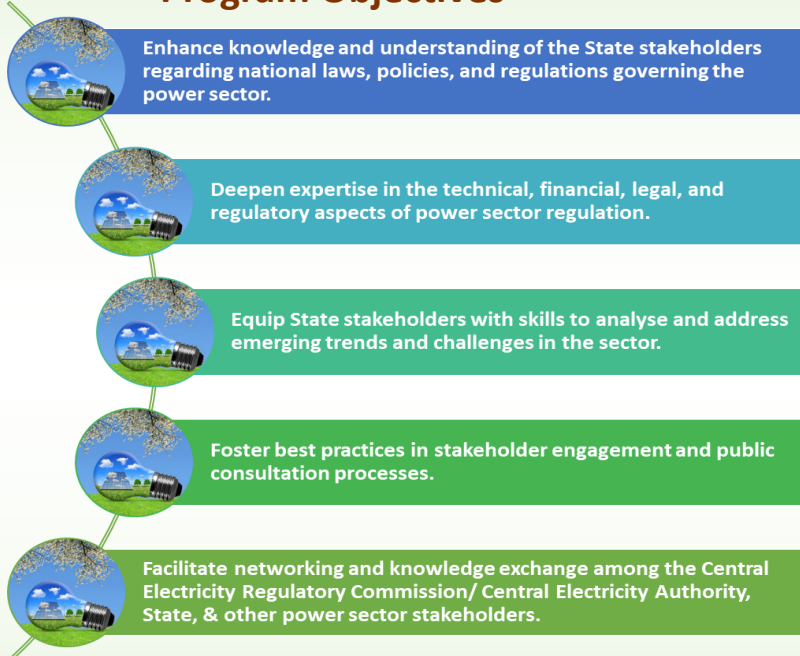 Program Objectives
Enhance knowledge and understanding of the State stakeholders
regarding national laws, policies, and regulations governing the
power sector.
Deepen expertise in the technical, financial, legal, and
regulatory aspects of power sector regulation.
Equip State stakeholders with skills to analyse and address
emerging trends and challenges in the sector.
Foster best practices in stakeholder engagement and public
consultation processes.
Facilitate networking and knowledge exchange among the Central
Electricity Regulatory Commission/ Central Electricity Authority,
State, & other power sector stakeholders.